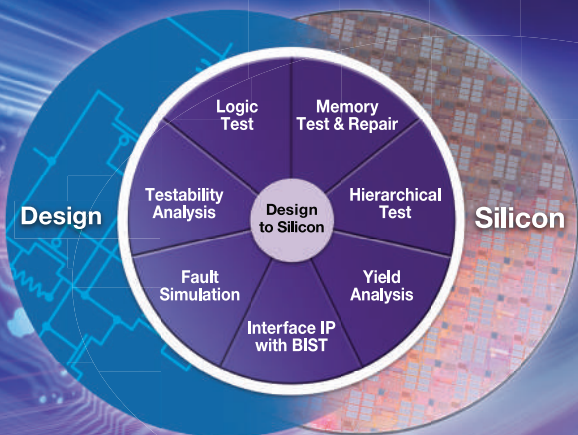 Logic
Test
Memory
Test & Repair
Testability
Analysis
Hierarchical
Test
Design
Design
to Silicon
Silicon
Fault
Simulation
Yield
Analysis
Interface IP
with BIST